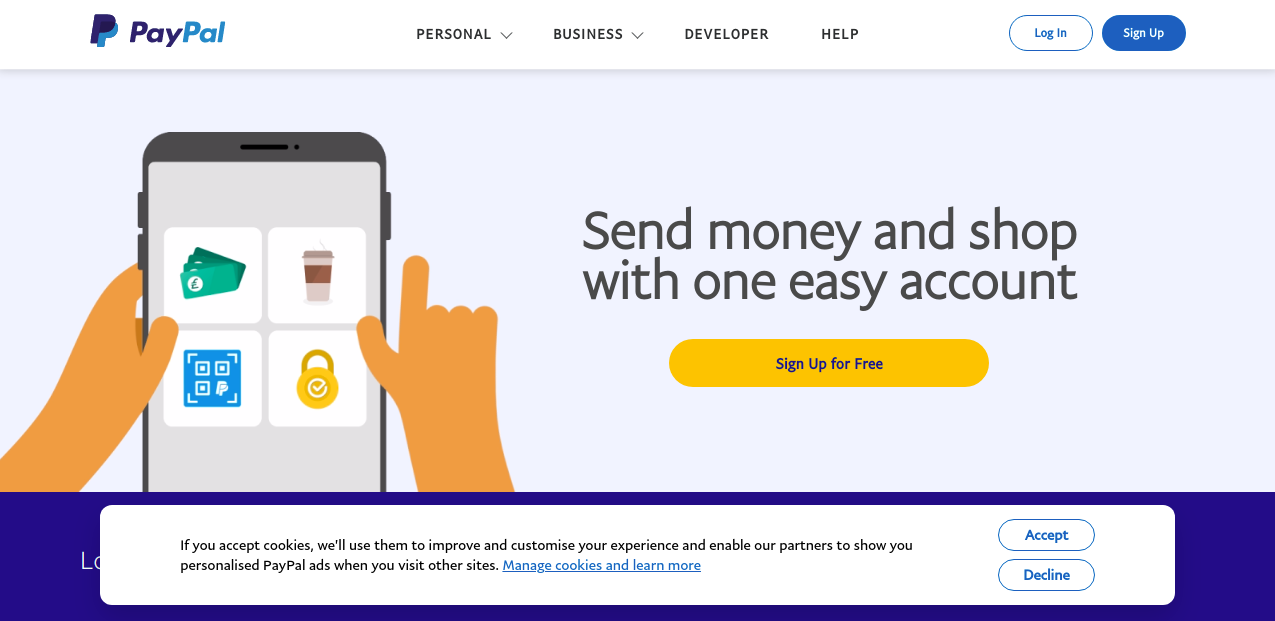 PayPal
PERSONAL
BUSINESS
DEVELOPER
HELP
Log In
Sign Up
£
Send money and shop
with one easy account
Sign Up for Free
If you accept cookies, we'll use them to improve and customise your experience and enable our partners to show you
personalised PayPal ads when you visit other sites. Manage cookies and learn more
Accept
Decline